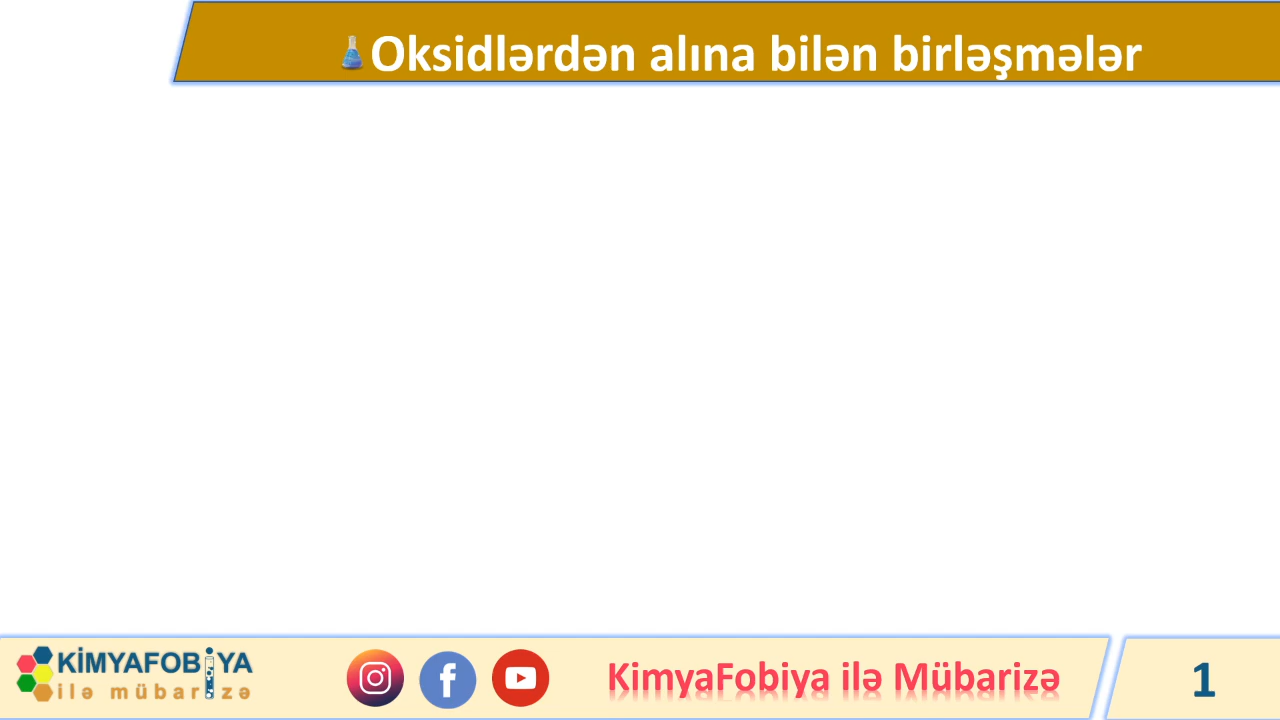 Oksidlərdən alına bilən birləşmələr
KİMYAFOBİYA
ilə mübarizə
KimyaFobiya ilə Mübarizə
1